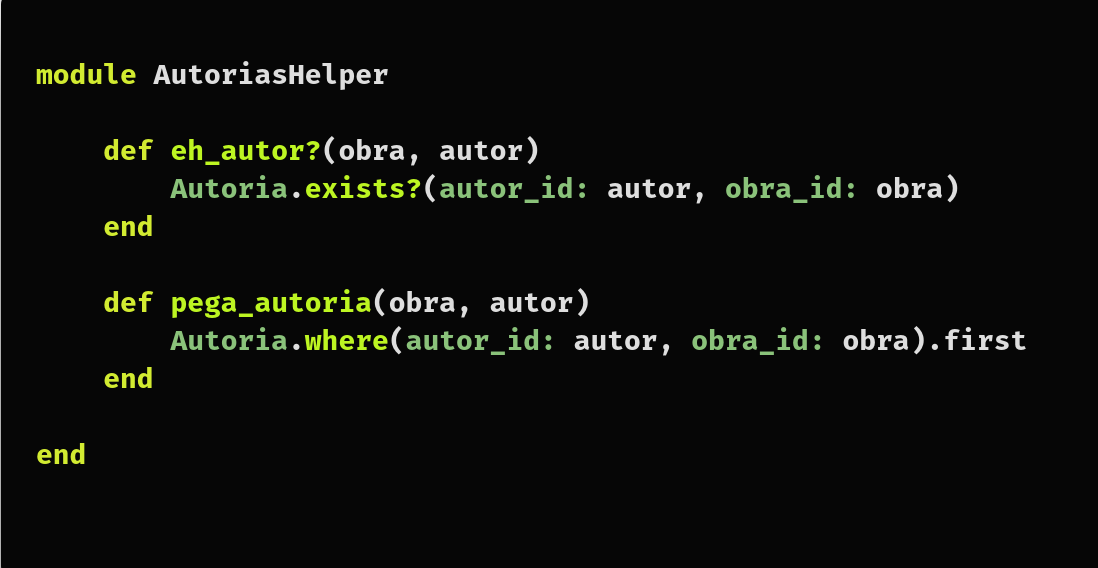 module AutoriasHelper
def eh_autor?(obra, autor)
Autoria.exists?(autor_id: autor, obra_id: obra)
end
def pega_autoria(obra, autor)
Autoria.where(autor_id: autor, obra_id: obra).first
end
end